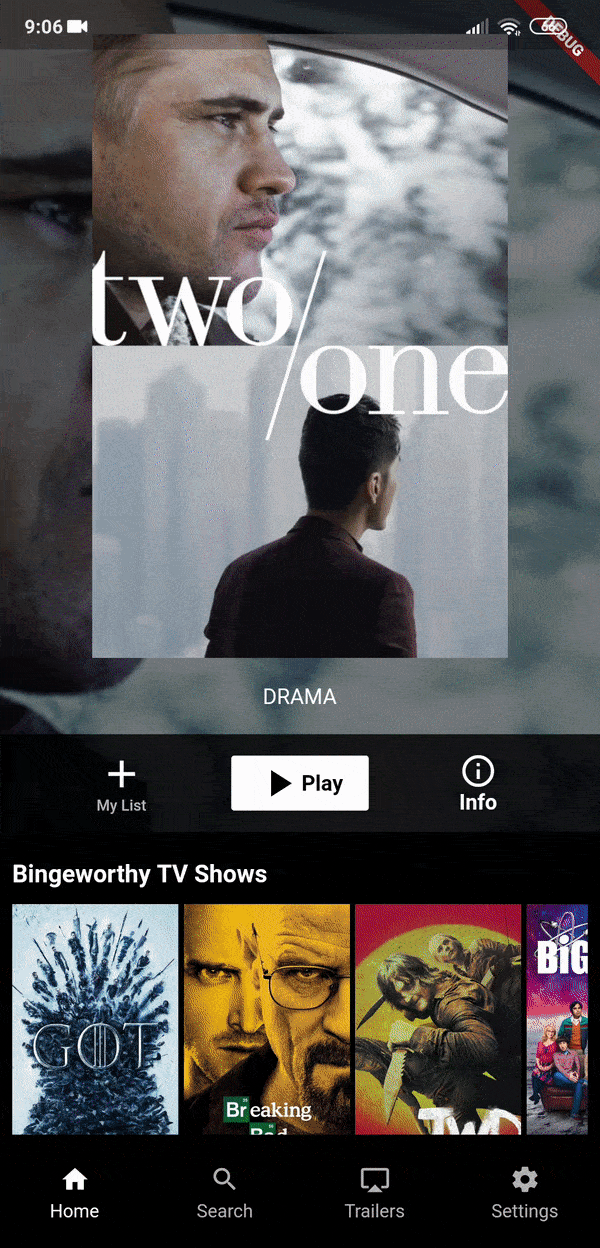 9:06
68
DEBUG
two/
one
DRAMA
My List
Play
Info
Bingeworthy TV Shows
GOT
Breaking
Bad
TWD
BIG
Home
Search
Trailers
Settings